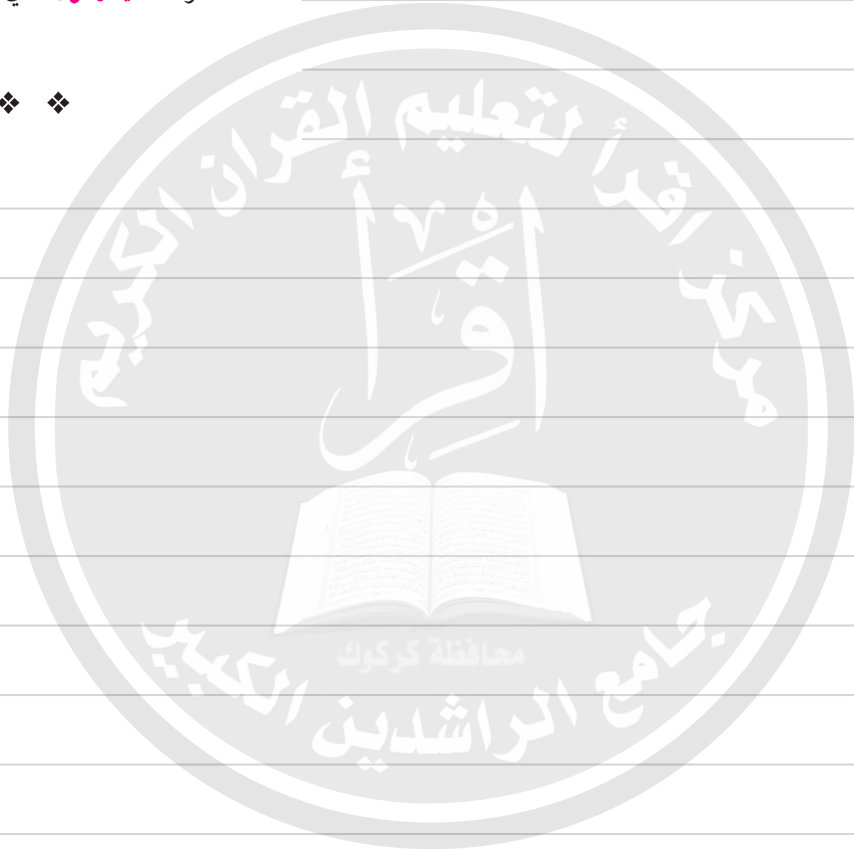 مركز اقرأ لتعليم القرآن الكريم
اقرأ
محافظة كركوك
جامع الراشدين الكبير